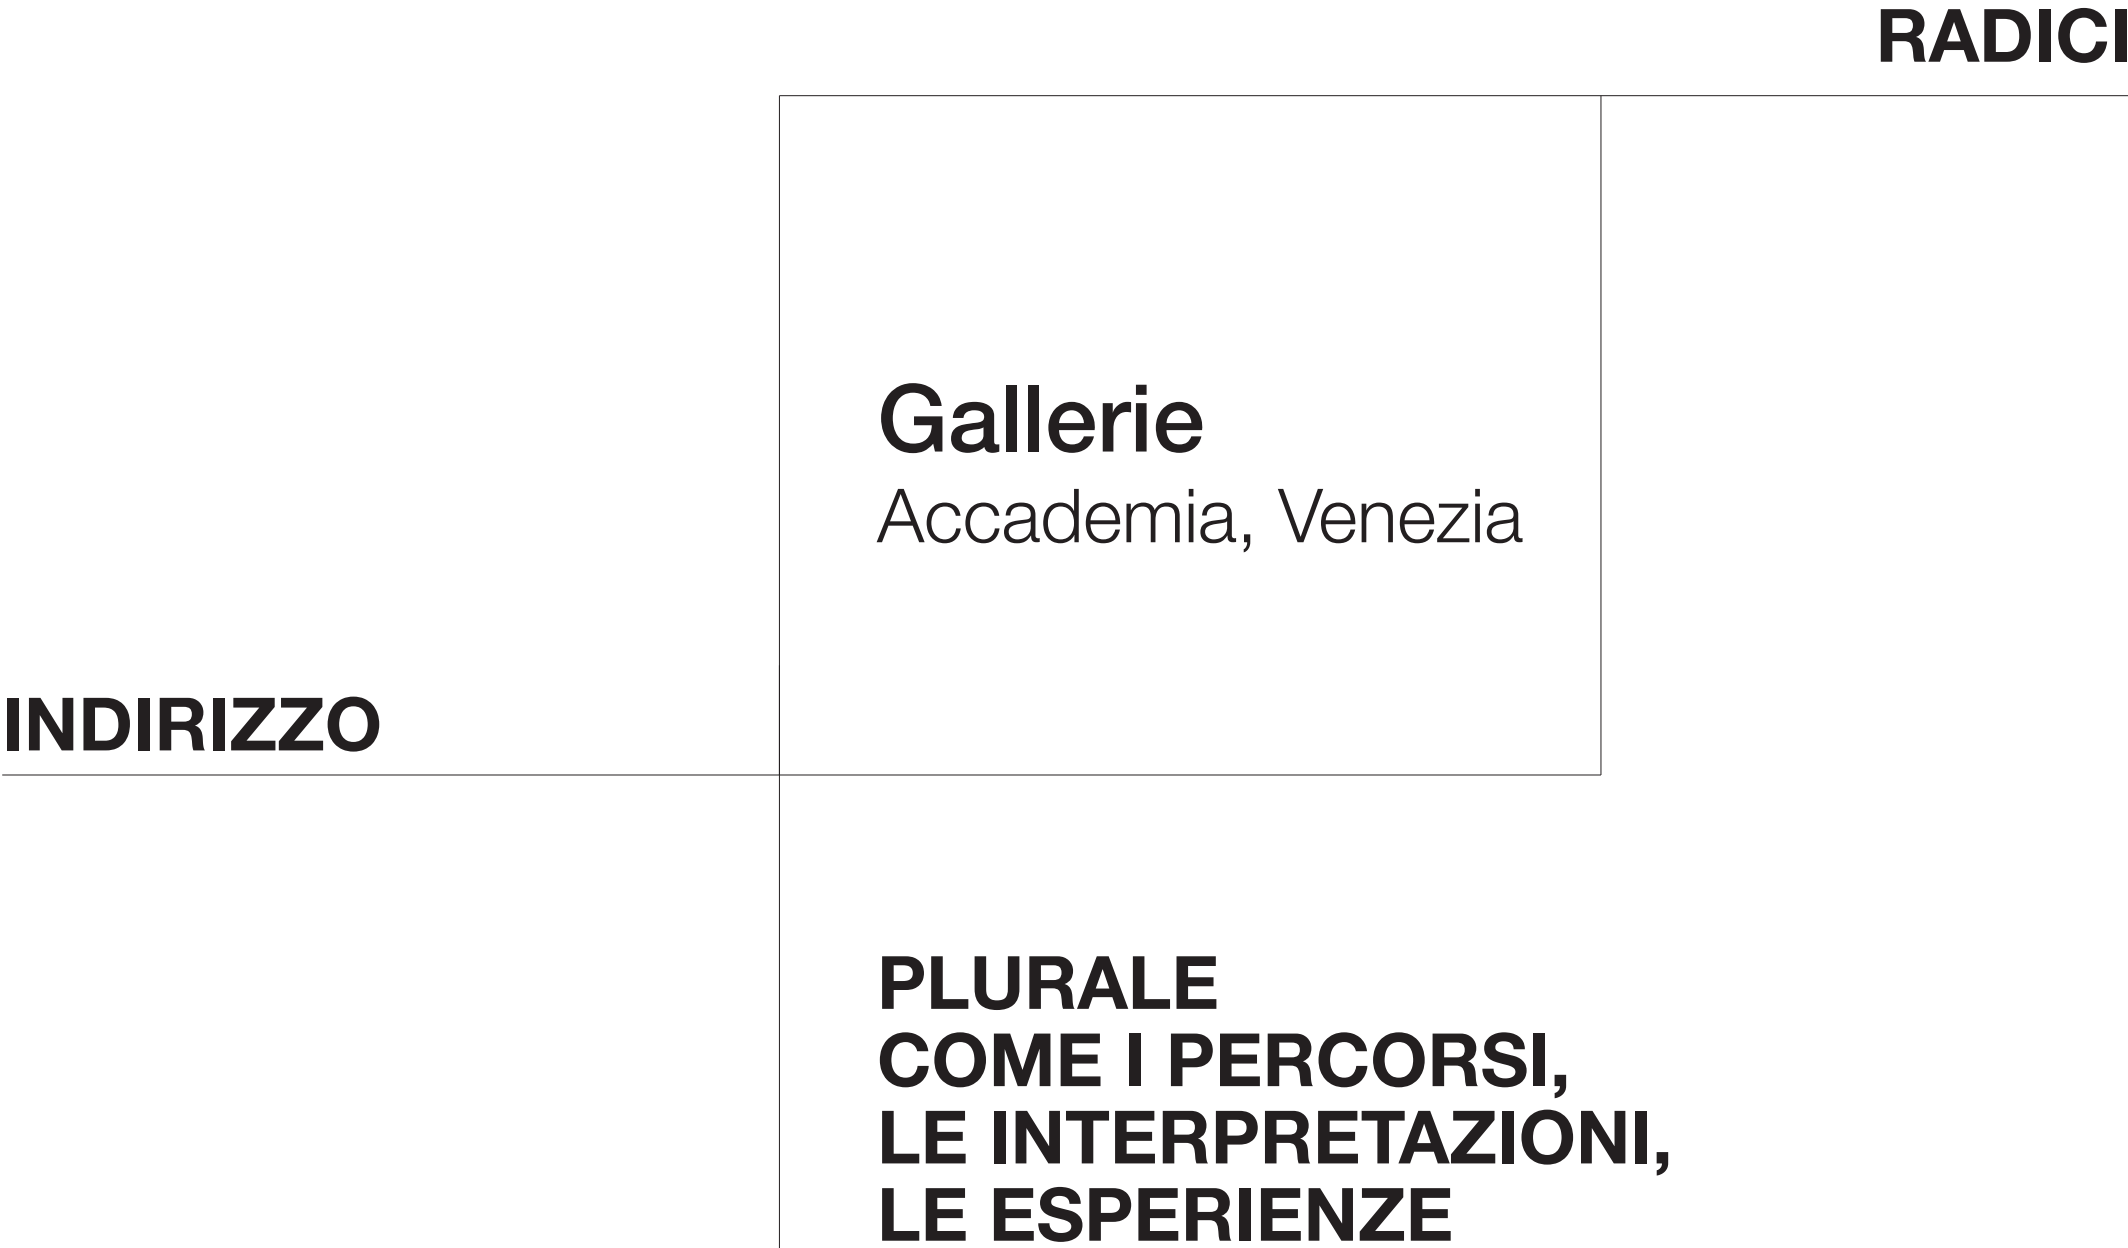 RADICI
Gallerie
Accademia, Venezia
INDIRIZZO
PLURALE
COME I PERCORSI,
LE INTERPRETAZIONI,
LE ESPERIENZE